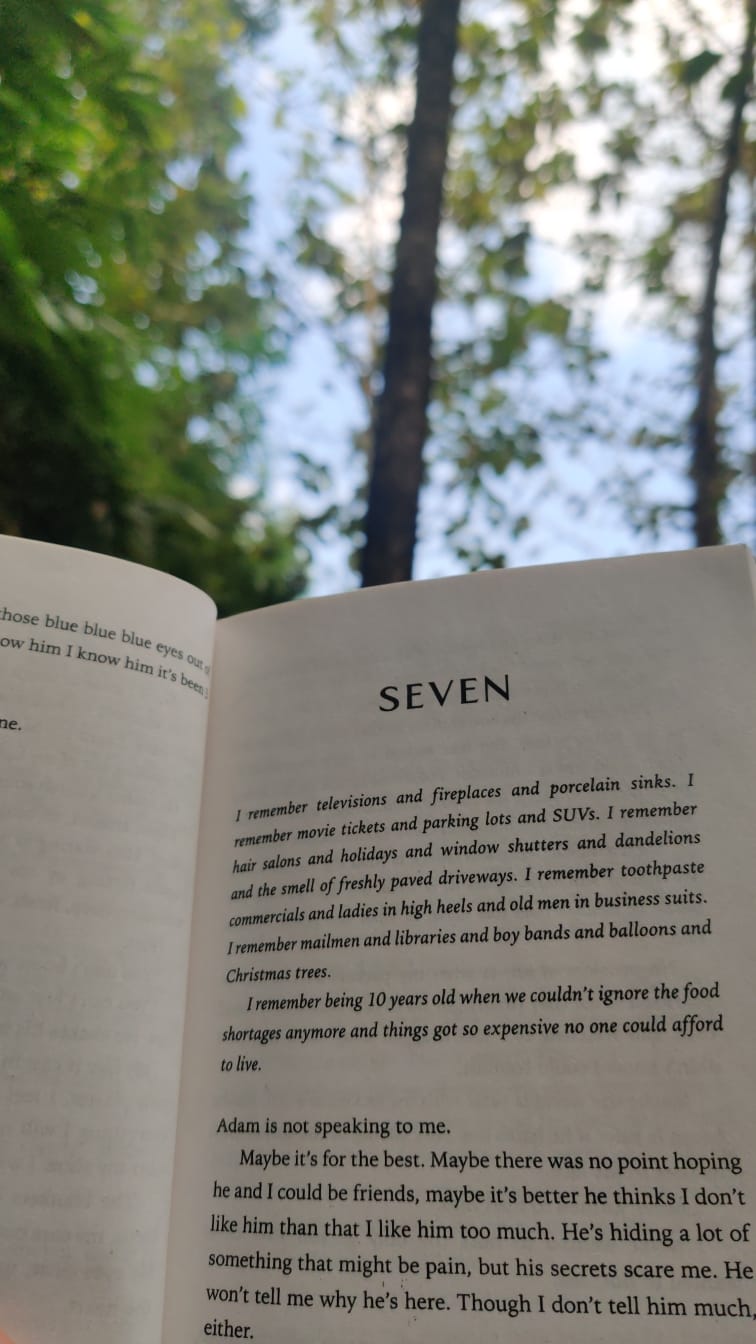 those blue blue blue eyes out
ow him I know him it's been
ne.
SEVEN
I remember televisions and fireplaces and porcelain sinks. I
remember movie tickets and parking lots and SUVs. I remember
hair salons and holidays and window shutters and dandelions
and the smell of freshly paved driveways. I remember toothpaste
commercials and ladies in high heels and old men in business suits.
I remember mailmen and libraries and boy bands and balloons and
Christmas trees.
I remember being 10 years old when we couldn't ignore the food
shortages anymore and things got so expensive no one could afford
to live.
Adam is not speaking to me.
Maybe it's for the best. Maybe there was no point hoping
he and I could be friends, maybe it's better he thinks I don't
like him than that I like him too much. He's hiding a lot of
something that might be pain, but his secrets scare me. He
won't tell me why he's here. Though I don't tell him much,
either.